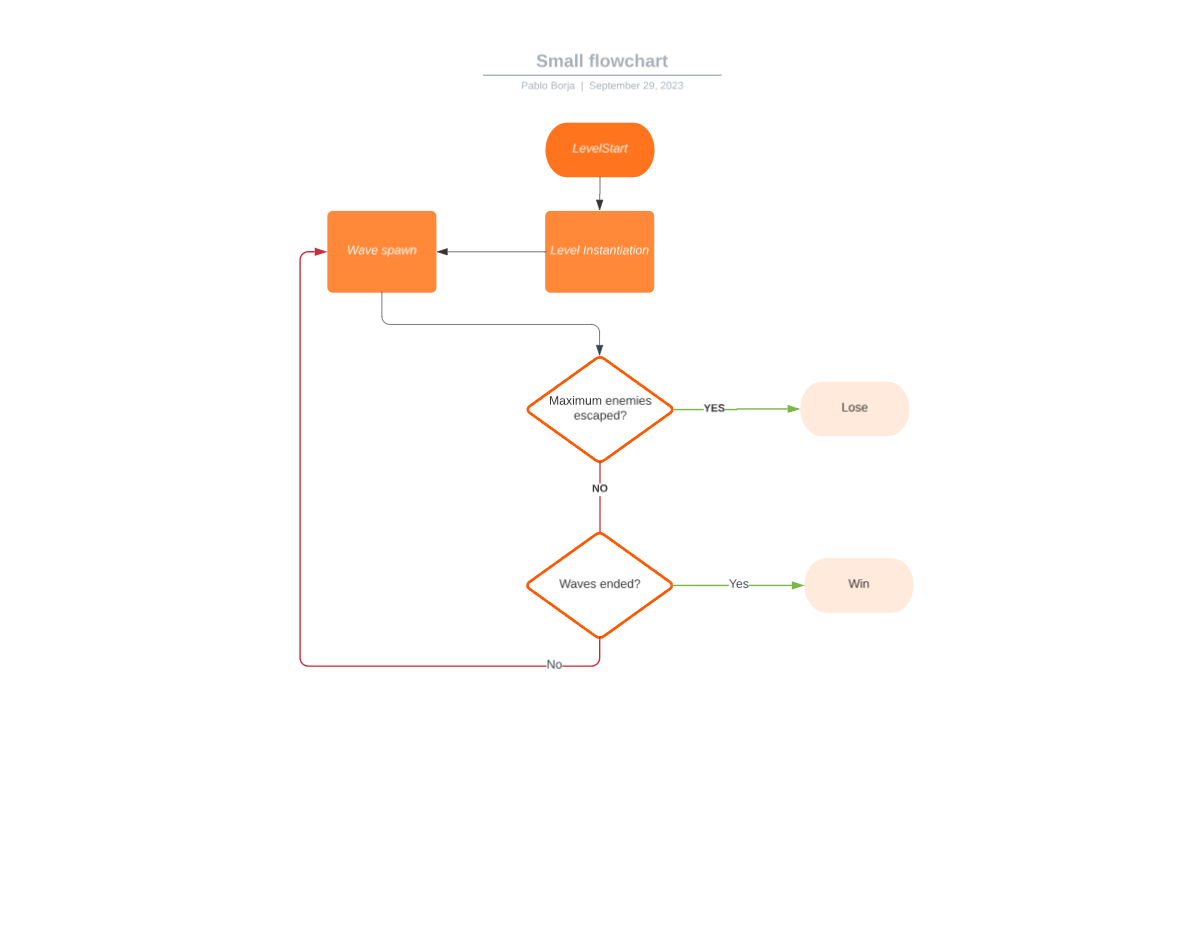 Small flowchart
Pablo Borja | September 29, 2023
LevelStart
Wave spawn
Level Instantiation
Maximum enemies
escaped?
YES
Lose
NO
Waves ended?
Yes
Win
No